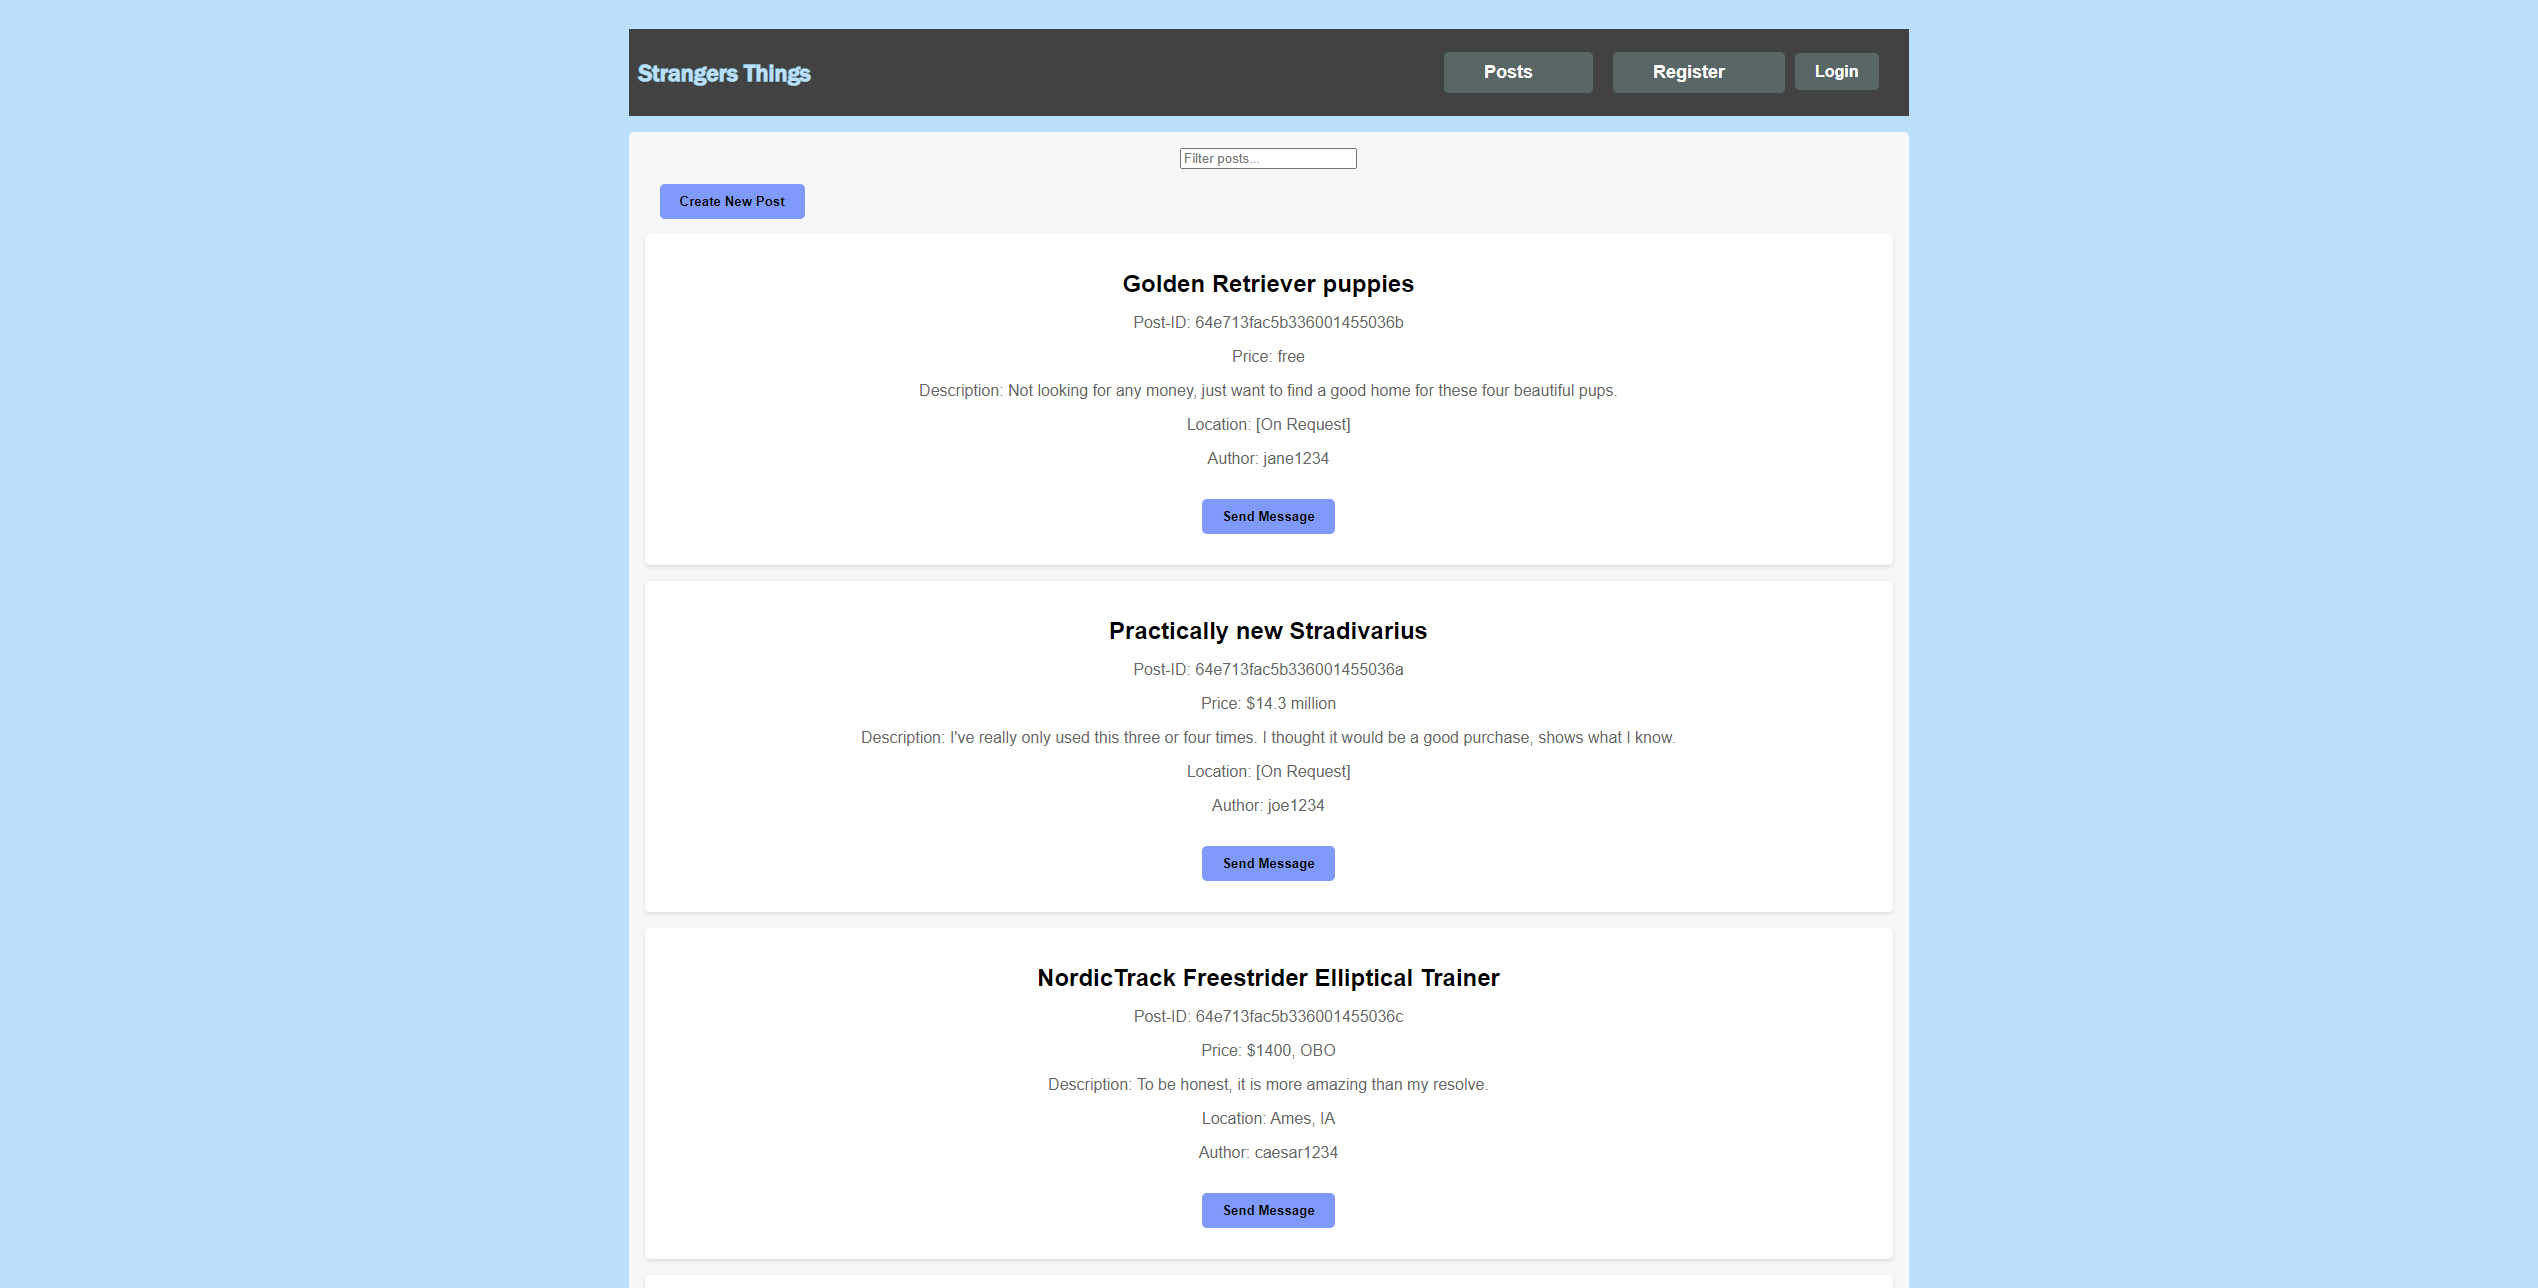 Strangers Things
Posts
Register
Login
Filter posts...
Create New Post
Golden Retriever puppies
Post-ID: 64e713fac5b336001455036b
Price: free
Description: Not looking for any money, just want to find a good home for these four beautiful pups.
Location: [On Request]
Author: jane1234
Send Message
Practically new Stradivarius
Post-ID: 64e713fac5b336001455036a
Price: $14.3 million
Description: I've really only used this three or four times. I thought it would be a good purchase, shows what I know.
Location: [On Request]
Author: joe1234
Send Message
NordicTrack Freestrider Elliptical Trainer
Post-ID: 64e713fac5b336001455036c
Price: $1400, OBO
Description: To be honest, it is more amazing than my resolve.
Location: Ames, IA
Author: caesar1234
Send Message